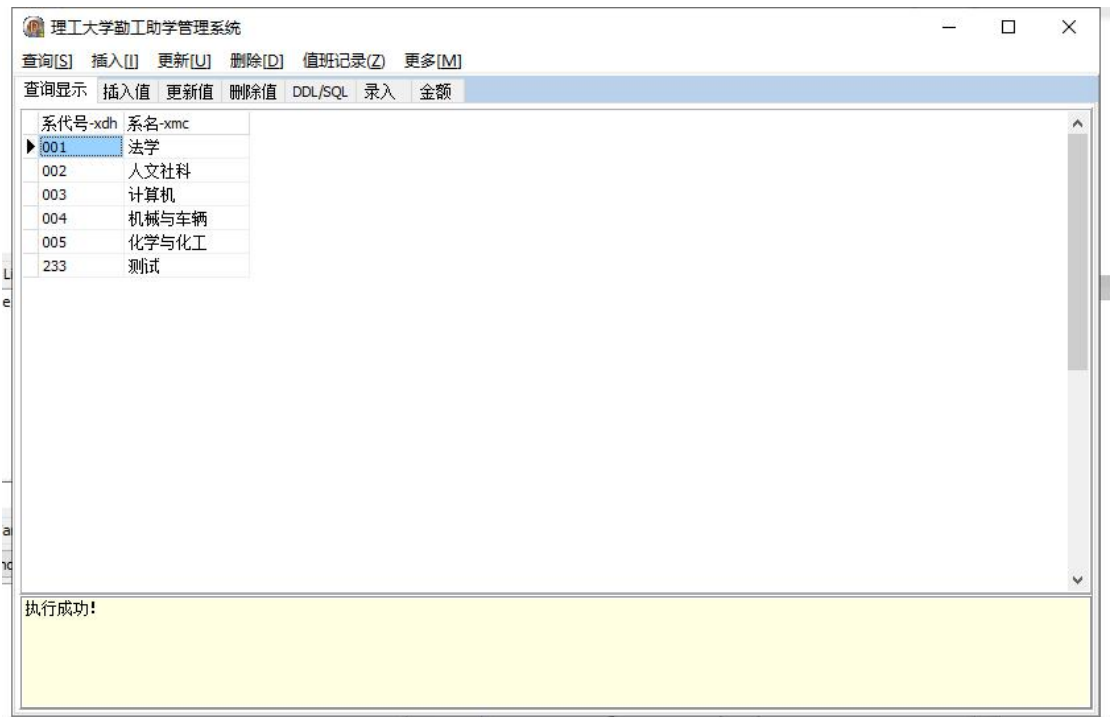 理工大学勤工助学管理系统
查询[S] 插入[I] 更新[U] 删除[D] 值班记录(Z) 更多[M]
查询显示 插入值 更新值 删除值 DDL/SQL 录入 金额
系代号-xdh 系名-xmc
001 法学
002 人文社科
003 计算机
004 机械与车辆
005 化学与化工
233 测试
执行成功!